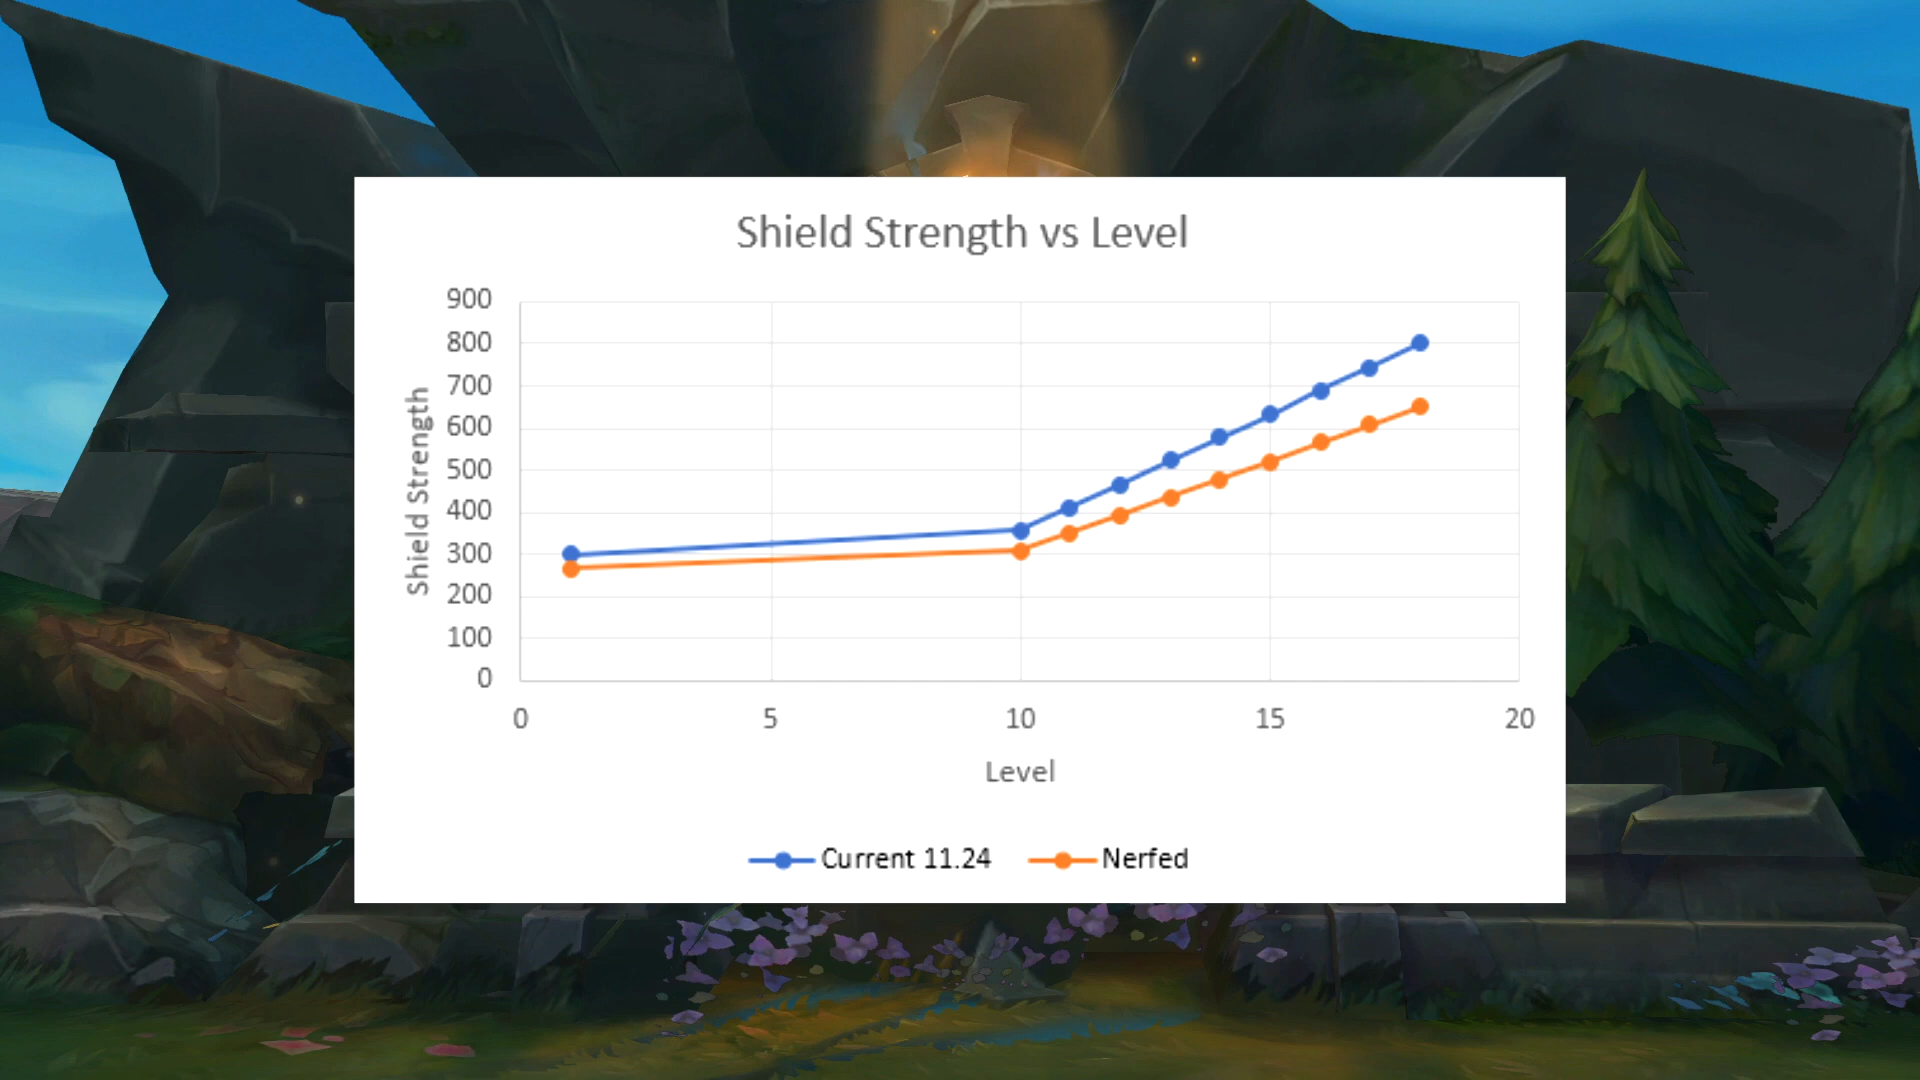 Shield Strength vs Level
900
800
700
600
500
400
300
200
100
0
Shield Strength
0 5 10 15 20
Level
Current 11.24 Nerfed